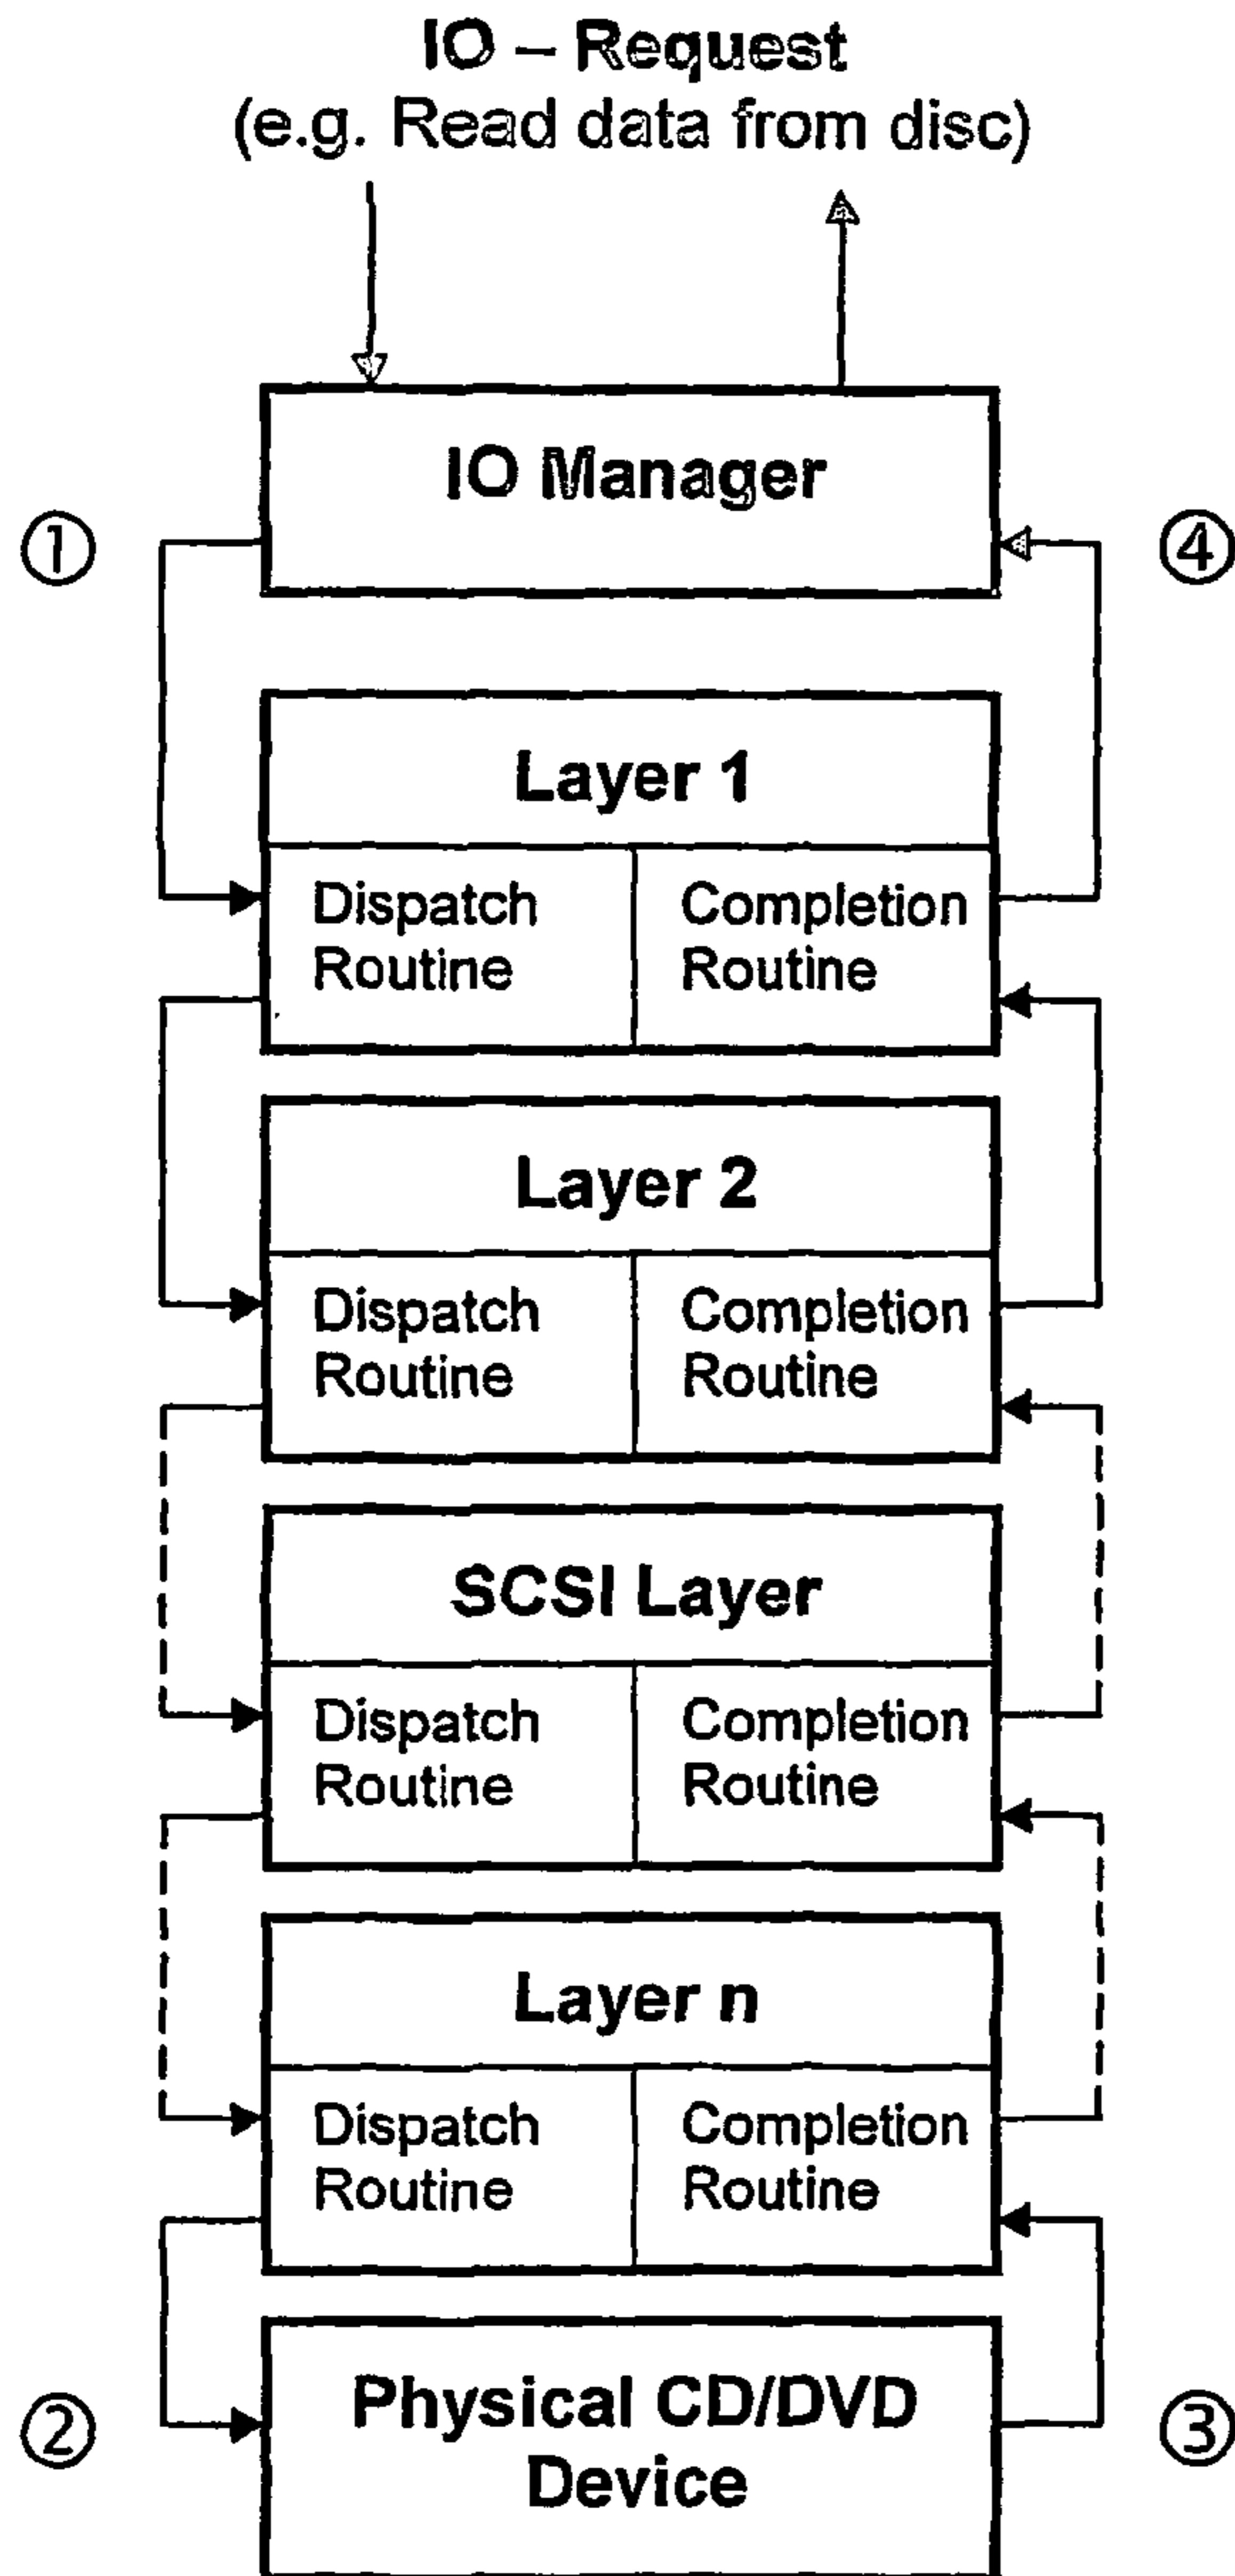 IO – Request
(e.g. Read data from disc)
IO Manager
①
④
Layer 1
Dispatch Routine
Completion Routine
Layer 2
Dispatch Routine
Completion Routine
SCSI Layer
Dispatch Routine
Completion Routine
Layer n
Dispatch Routine
Completion Routine
Physical CD/DVD
Device
②
③